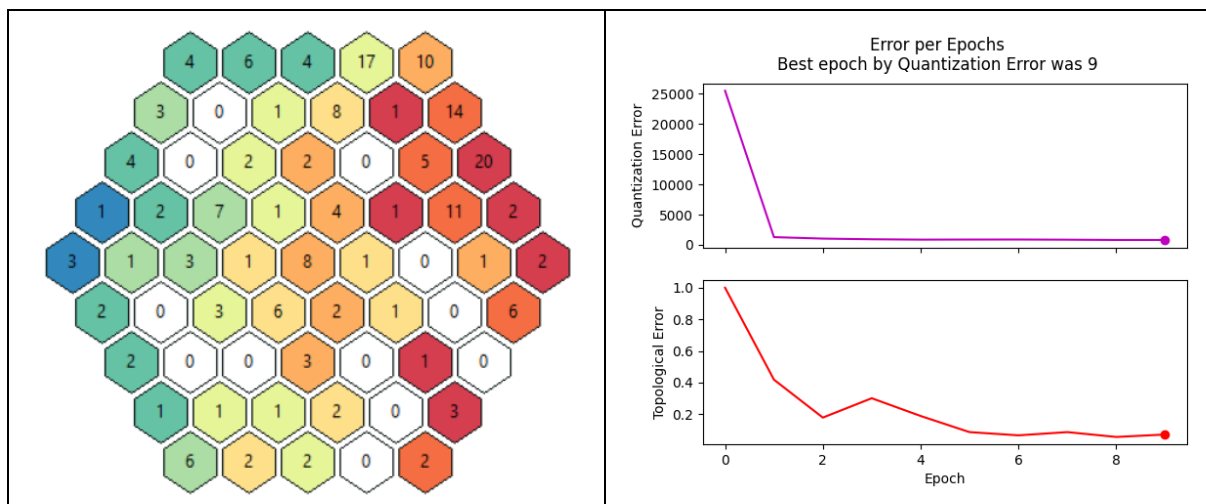 4 6 4 17 10
3 0 1 8 1 14
4 0 2 2 0 5 20
1 2 7 1 4 1 11 2
3 1 3 1 8 1 0 1 2
2 0 3 6 2 1 0 6
2 0 0 3 0 1 0
1 1 1 2 0 3
6 2 2 0 2
Error per Epochs
Best epoch by Quantization Error was 9
Quantization Error
25000
20000
15000
10000
5000
0
Topological Error
1.0
0.8
0.6
0.4
0.2
0 2 4 6 8
Epoch